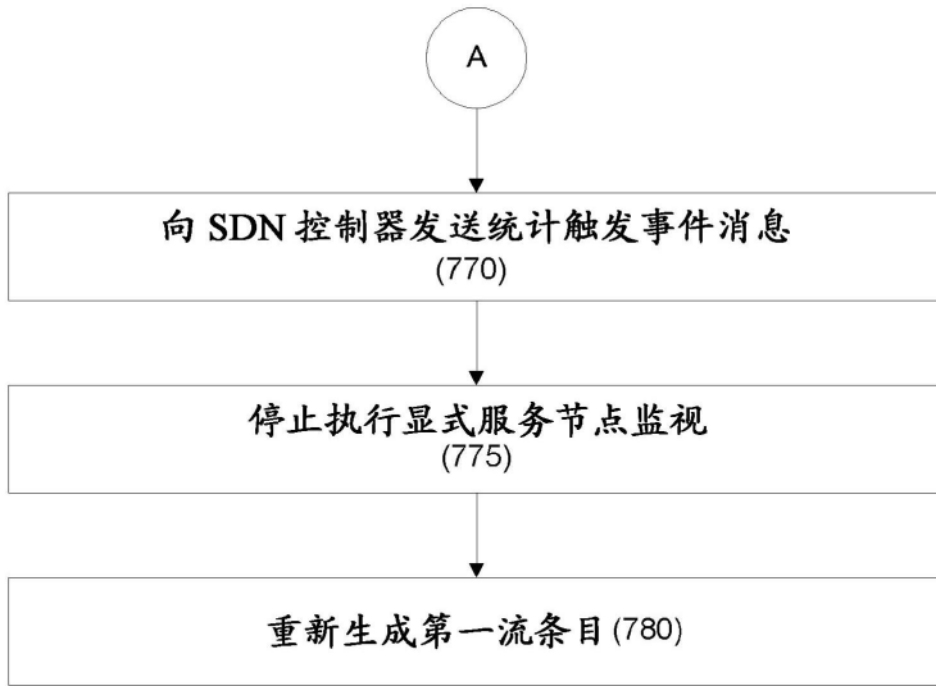 A
向 SDN 控制器发送统计触发事件消息
(770)
停止执行显式服务节点监视
(775)
重新生成第一流条目(780)